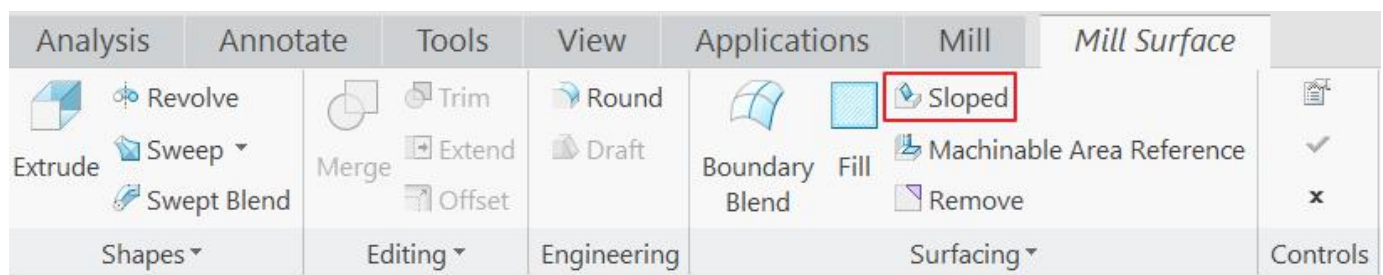 Analysis Annotate Tools View Applications Mill Mill Surface
Revolve Trim Round Sloped
Extrude Sweep Merge Extend Draft Boundary Blend Fill Machinable Area Reference
Swept Blend Offset Remove
Shapes Editing Engineering Surfacing Controls